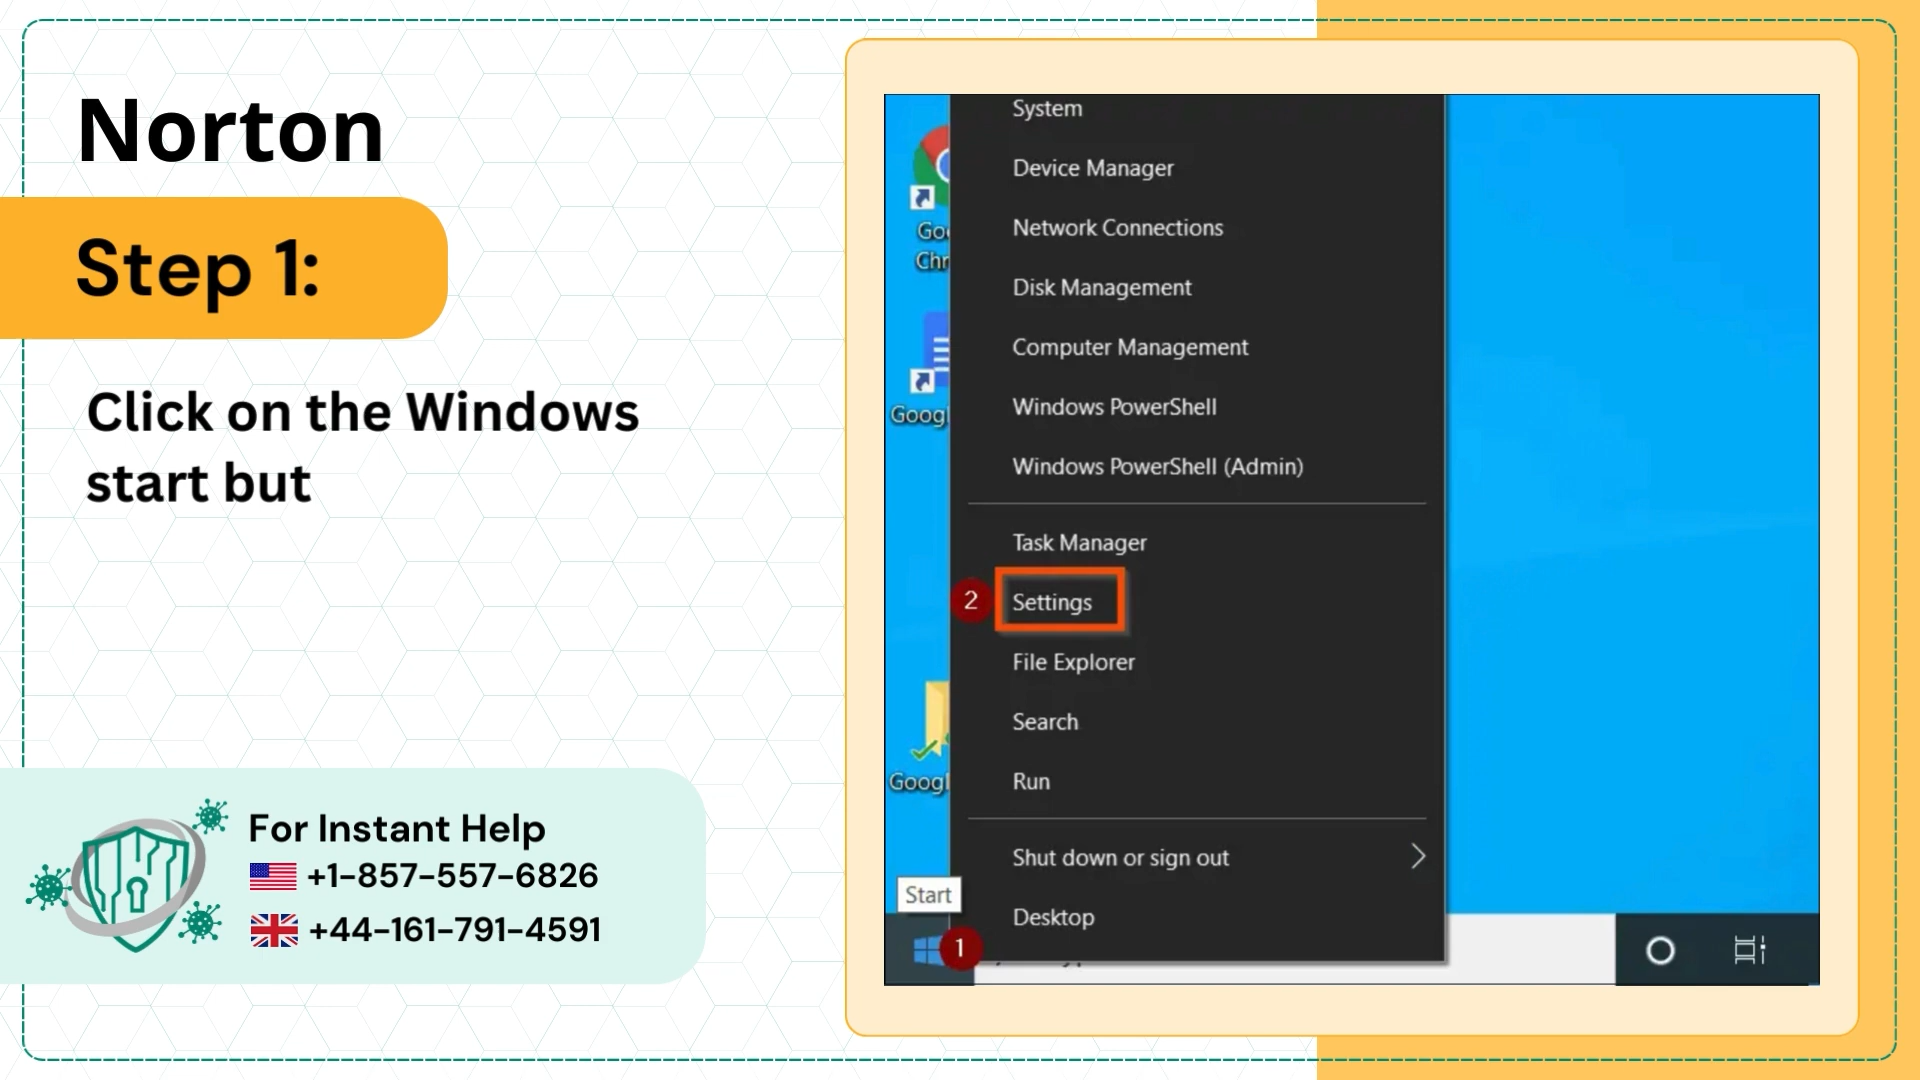 Norton
Step 1:
Click on the Windows
start but
For Instant Help
+1-857-557-6826
+44-161-791-4591
System
Device Manager
Network Connections
Disk Management
Computer Management
Windows PowerShell
Windows PowerShell (Admin)
Task Manager
2
Settings
File Explorer
Search
Run
Shut down or sign out
Desktop
Start
1